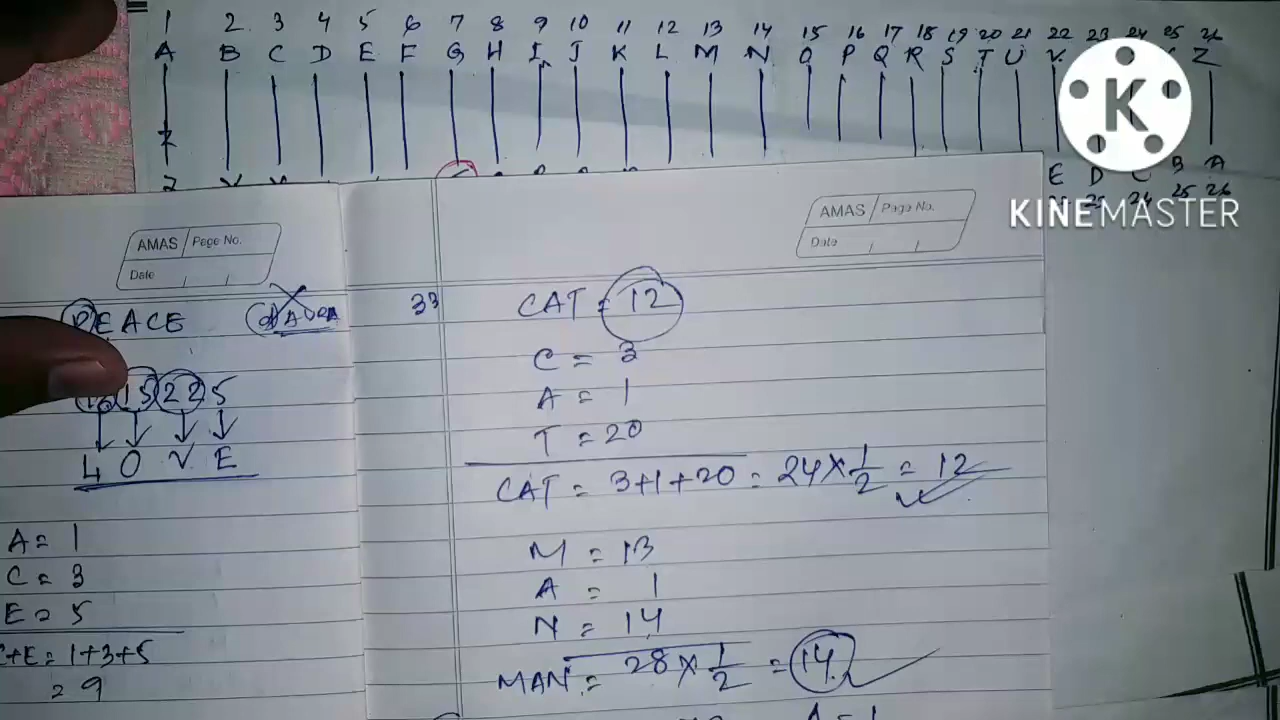 1 2 3 4 5 6 7 8 9 10 11 12 13 14 15 16 17 18 19 20 21 22 23 24 25 26
A B C D E F G H I J K L M N O P Q R S T U V Z
E D C B A
25 26
K
KINEMASTER
AMAS Page No.
Date / /
PEACE
33
15 22 5
L O V E
A = 1
C = 3
E = 5
+E = 1+3+5
= 9
AMAS Page No.
Date / /
CAT = 12
C = 3
A = 1
T = 20
CAT = 3+1+20 = 24 × 1/2 = 12
M = 13
A = 1
N = 14
MAN = 28 × 1/2 = 14
A = 1